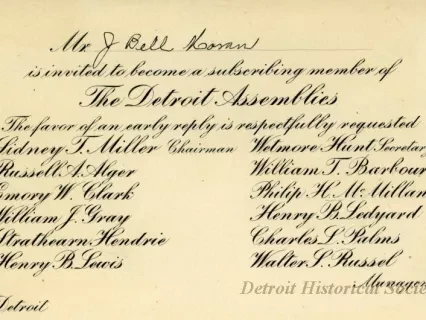 Mr. J Bell Moran
is invited to become a subscribing member of
The Detroit Assemblies
The favor of an early reply is respectfully requested
Sidney T. Miller Chairman Wetmore Hunt Secretary
Russell A. Alger William T. Barbour
Emory W. Clark Philip H. McMillan
William J. Gray Henry B. Ledyard
Strathearn Hendrie Charles L. Palms
Henry B. Lewis Walter S. Russel
Managers
Detroit
Detroit Historical Society